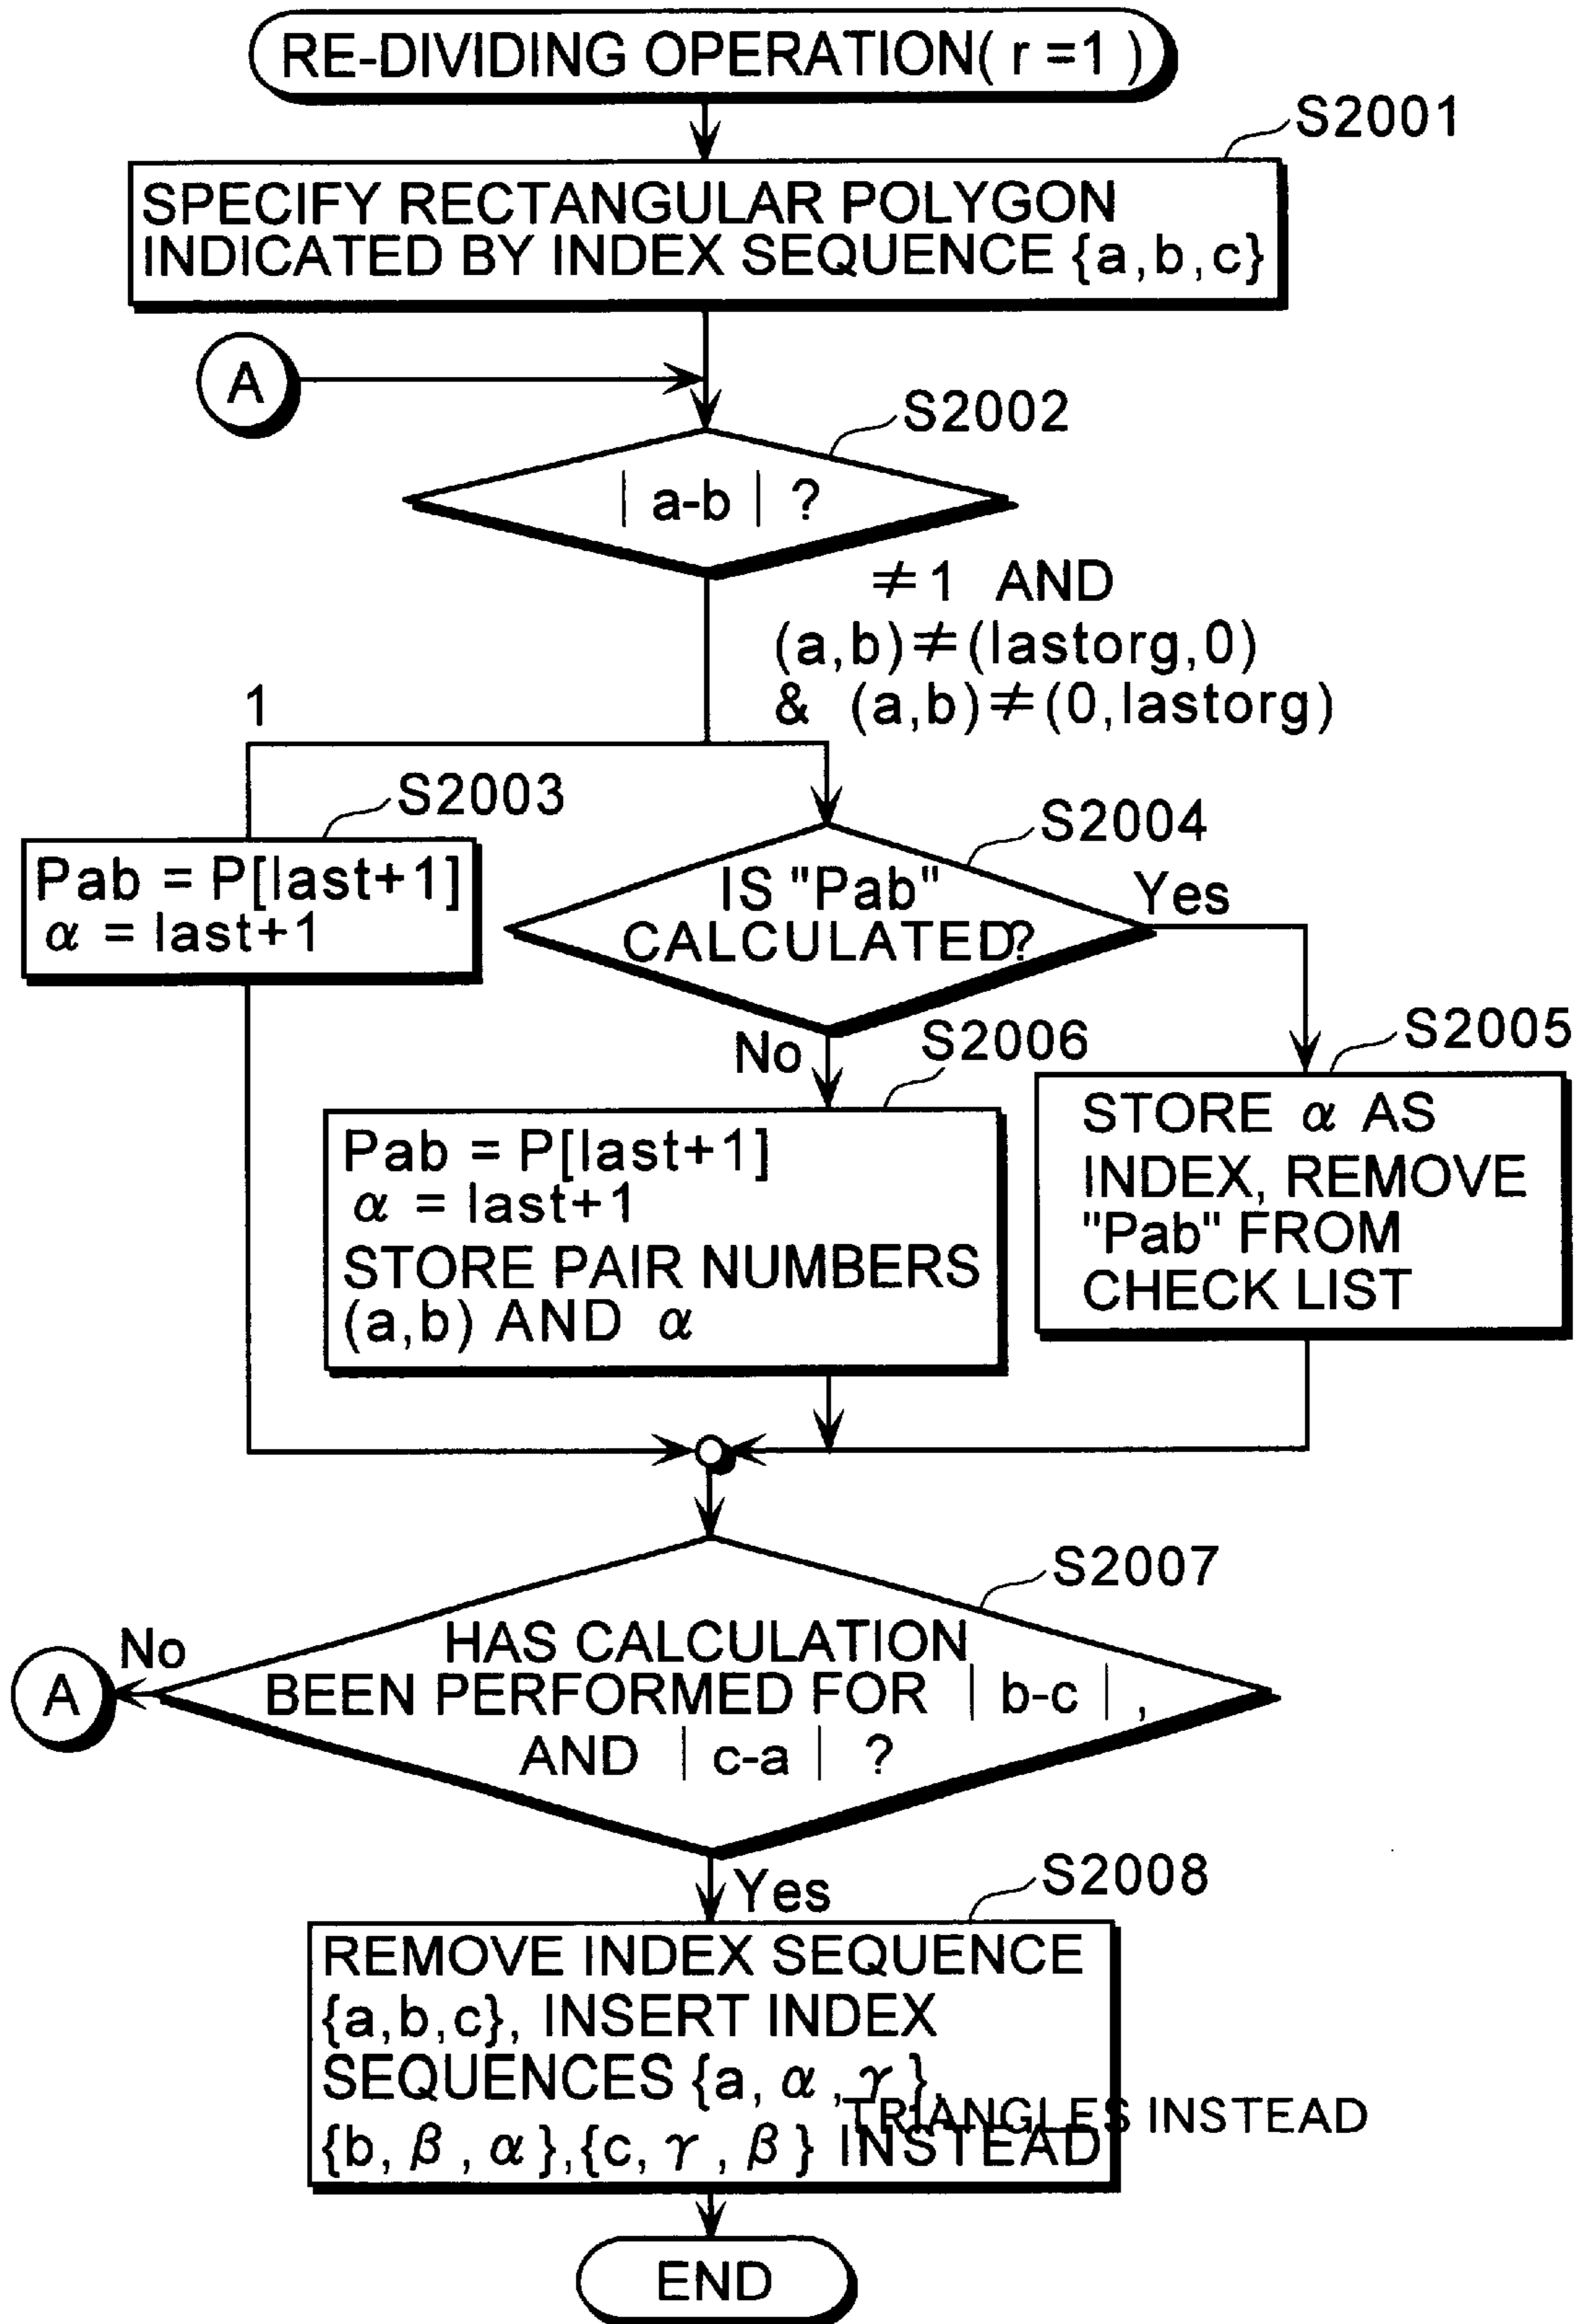 RE-DIVIDING OPERATION( r =1 )
S2001
SPECIFY RECTANGULAR POLYGON
INDICATED BY INDEX SEQUENCE {a,b,c}
A
S2002
| a-b | ?
≠1 AND
(a,b)≠(lastorg,0)
& (a,b)≠(0,lastorg)
1
S2003
Pab = P[last+1]
α = last+1
S2004
IS "Pab"
CALCULATED?
Yes
No
S2006
Pab = P[last+1]
α = last+1
STORE PAIR NUMBERS
(a,b) AND α
S2005
STORE α AS
INDEX, REMOVE
"Pab" FROM
CHECK LIST
S2007
HAS CALCULATION
BEEN PERFORMED FOR | b-c | ,
AND | c-a | ?
No
A
Yes
S2008
REMOVE INDEX SEQUENCE
{a,b,c}, INSERT INDEX
SEQUENCES {a, α , γ },
TRIANGLES INSTEAD
{b, β , α },{c, γ , β } INSTEAD
END